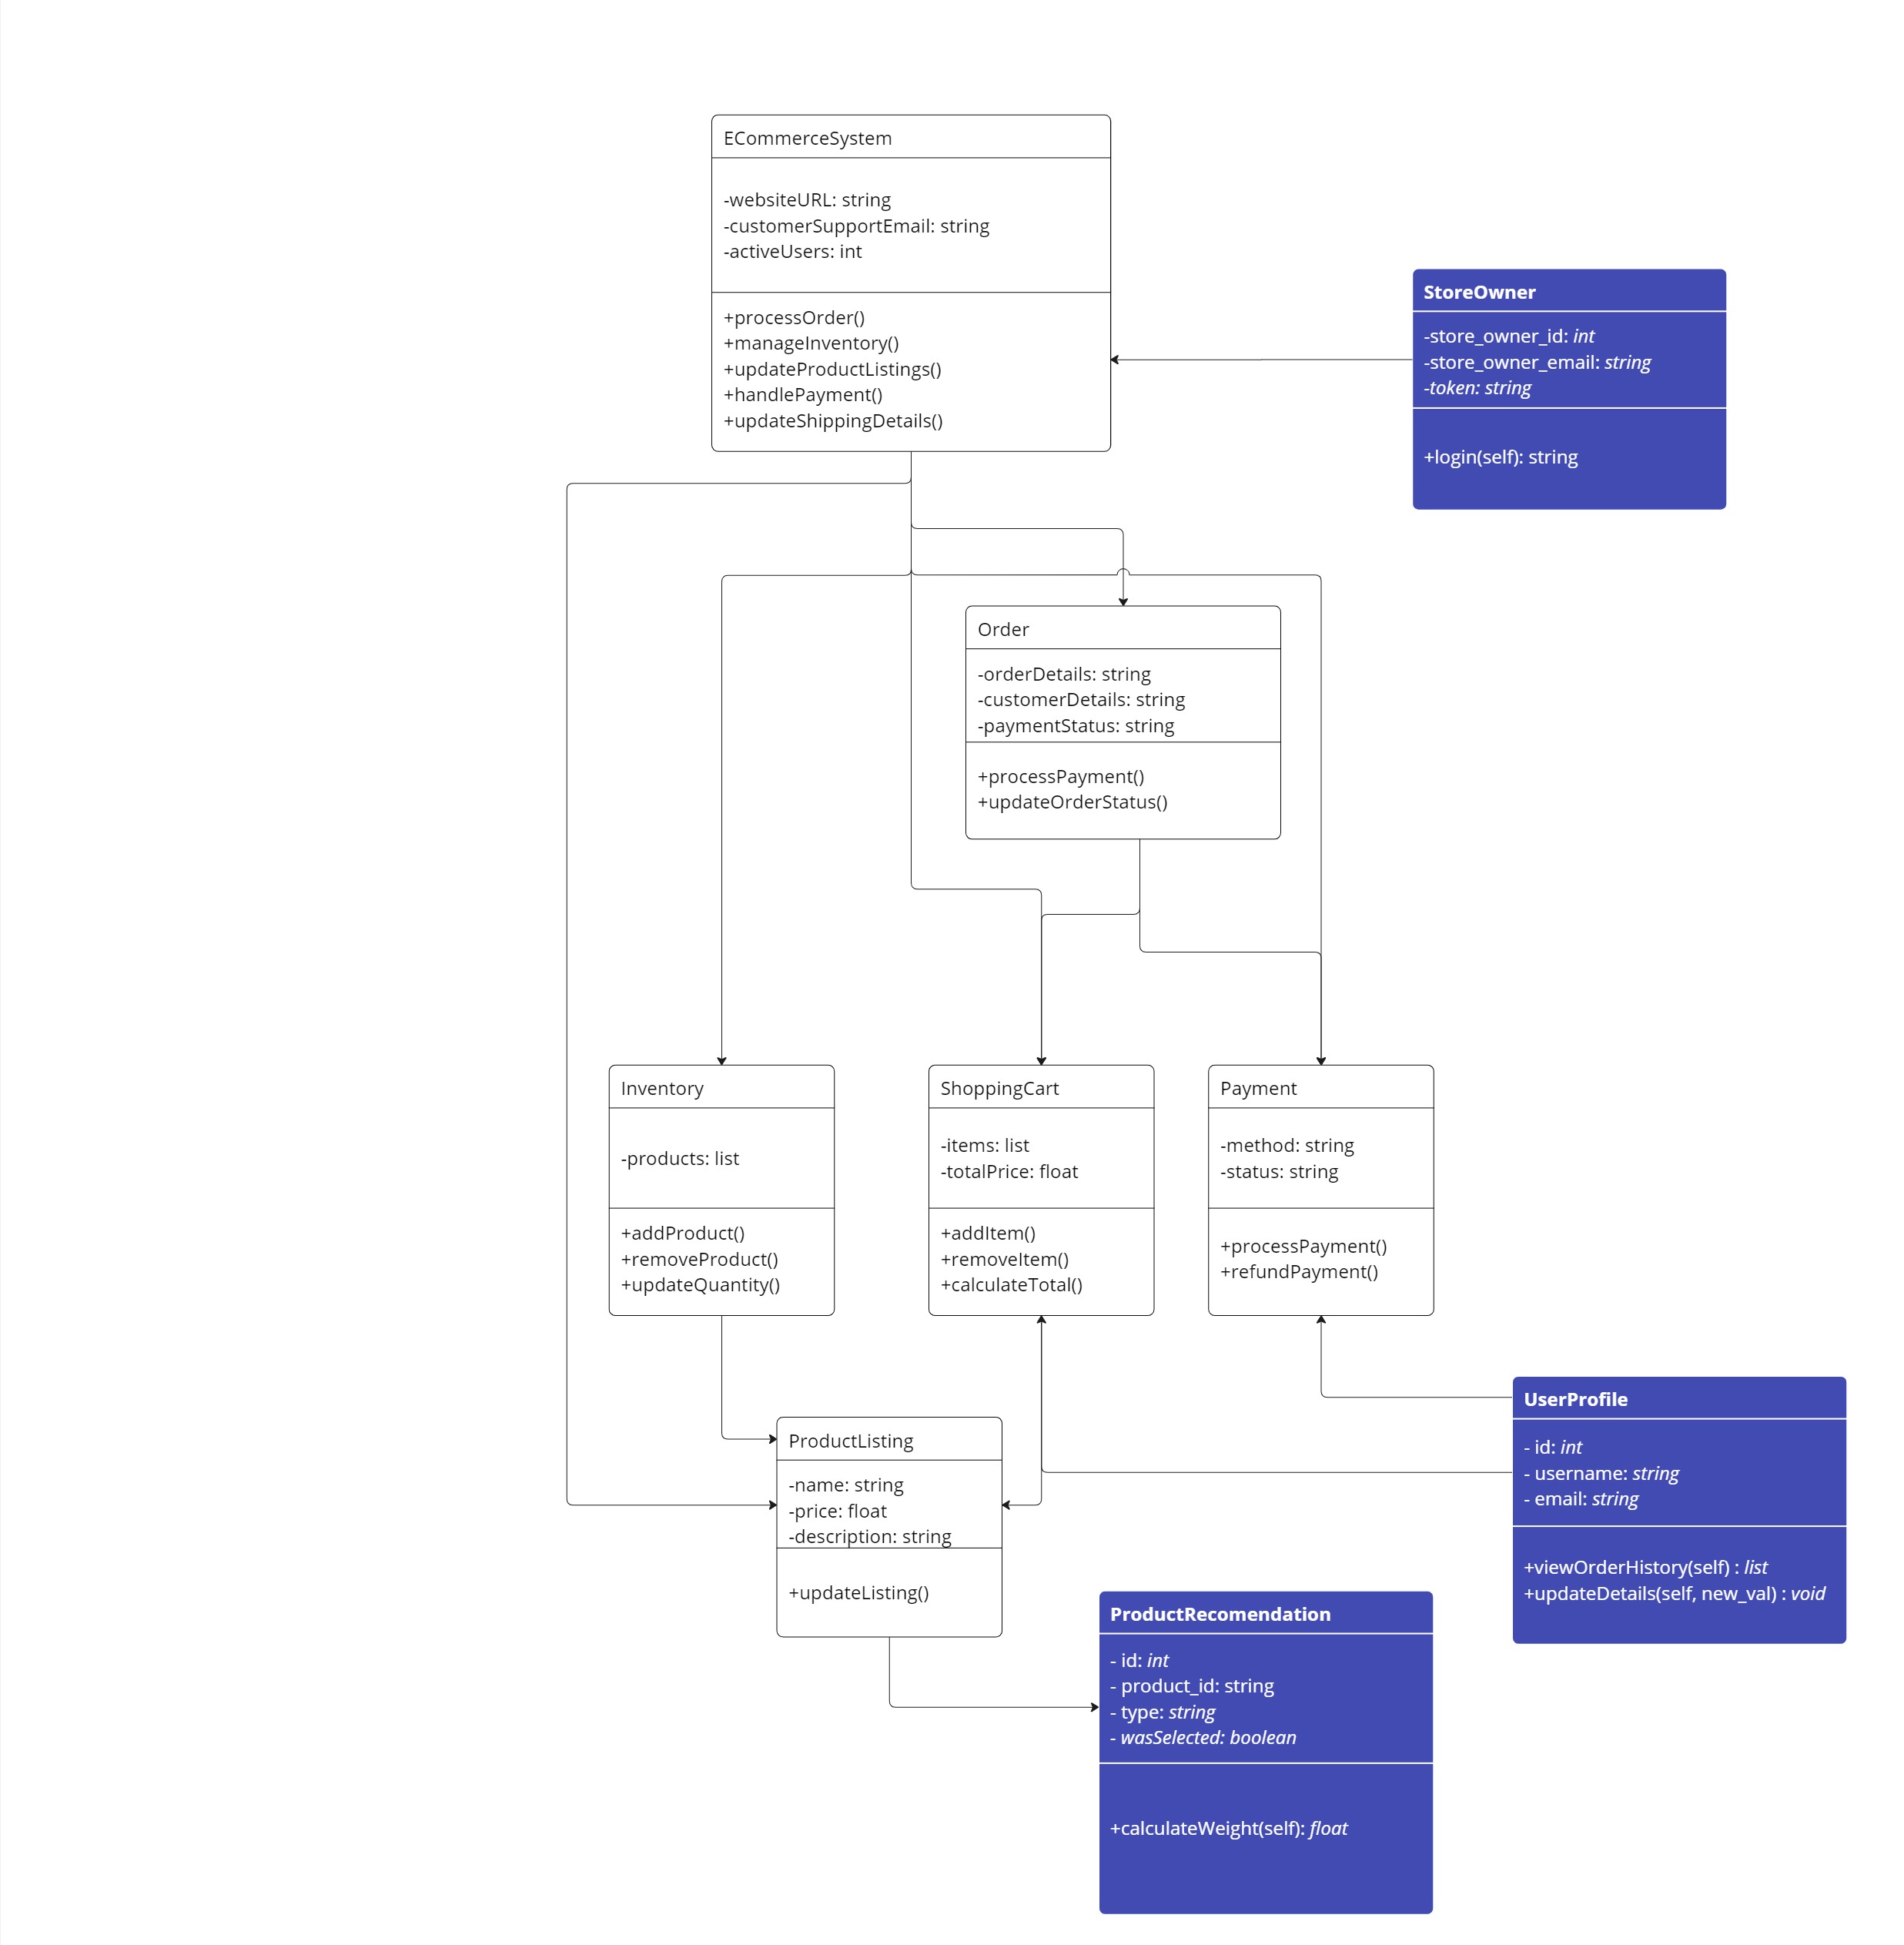 ECommerceSystem
-websiteURL: string
-customerSupportEmail: string
-activeUsers: int
+processOrder()
+manageInventory()
+updateProductListings()
+handlePayment()
+updateShippingDetails()
StoreOwner
-store_owner_id: int
-store_owner_email: string
-token: string
+login(self): string
Order
-orderDetails: string
-customerDetails: string
-paymentStatus: string
+processPayment()
+updateOrderStatus()
Inventory
-products: list
+addProduct()
+removeProduct()
+updateQuantity()
ShoppingCart
-items: list
-totalPrice: float
+addItem()
+removeItem()
+calculateTotal()
Payment
-method: string
-status: string
+processPayment()
+refundPayment()
UserProfile
- id: int
- username: string
- email: string
+viewOrderHistory(self) : list
+updateDetails(self, new_val) : void
ProductListing
-name: string
-price: float
-description: string
+updateListing()
ProductRecomendation
- id: int
- product_id: string
- type: string
- wasSelected: boolean
+calculateWeight(self): float